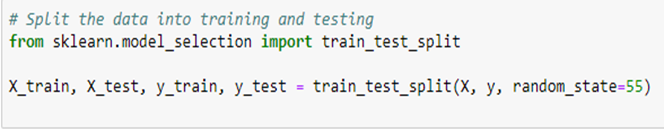 # Split the data into training and testing
from sklearn.model_selection import train_test_split
X_train, X_test, y_train, y_test = train_test_split(X, y, random_state=55)